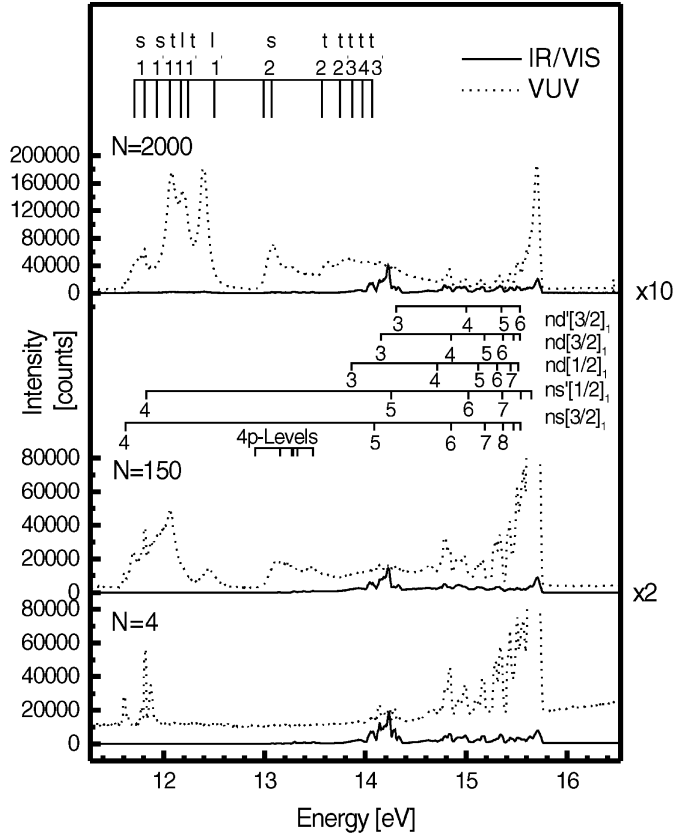 s s' t l t' l'
s
t t t' t t'
1 1' 1 1 1' 1'
2
2 2' 3 4 3'
IR/VIS
VUV
N=2000
200000
160000
120000
80000
40000
0
x10
3 4 5 6 nd'[3/2]1
3 4 5 6 nd[3/2]1
3 4 5 6 7 nd[1/2]1
4 5 6 7 ns'[1/2]1
4 5 6 7 8 ns[3/2]1
4p-Levels
Intensity
[counts]
N=150
80000
60000
40000
20000
0
x2
N=4
80000
60000
40000
20000
0
12 13 14 15 16
Energy [eV]